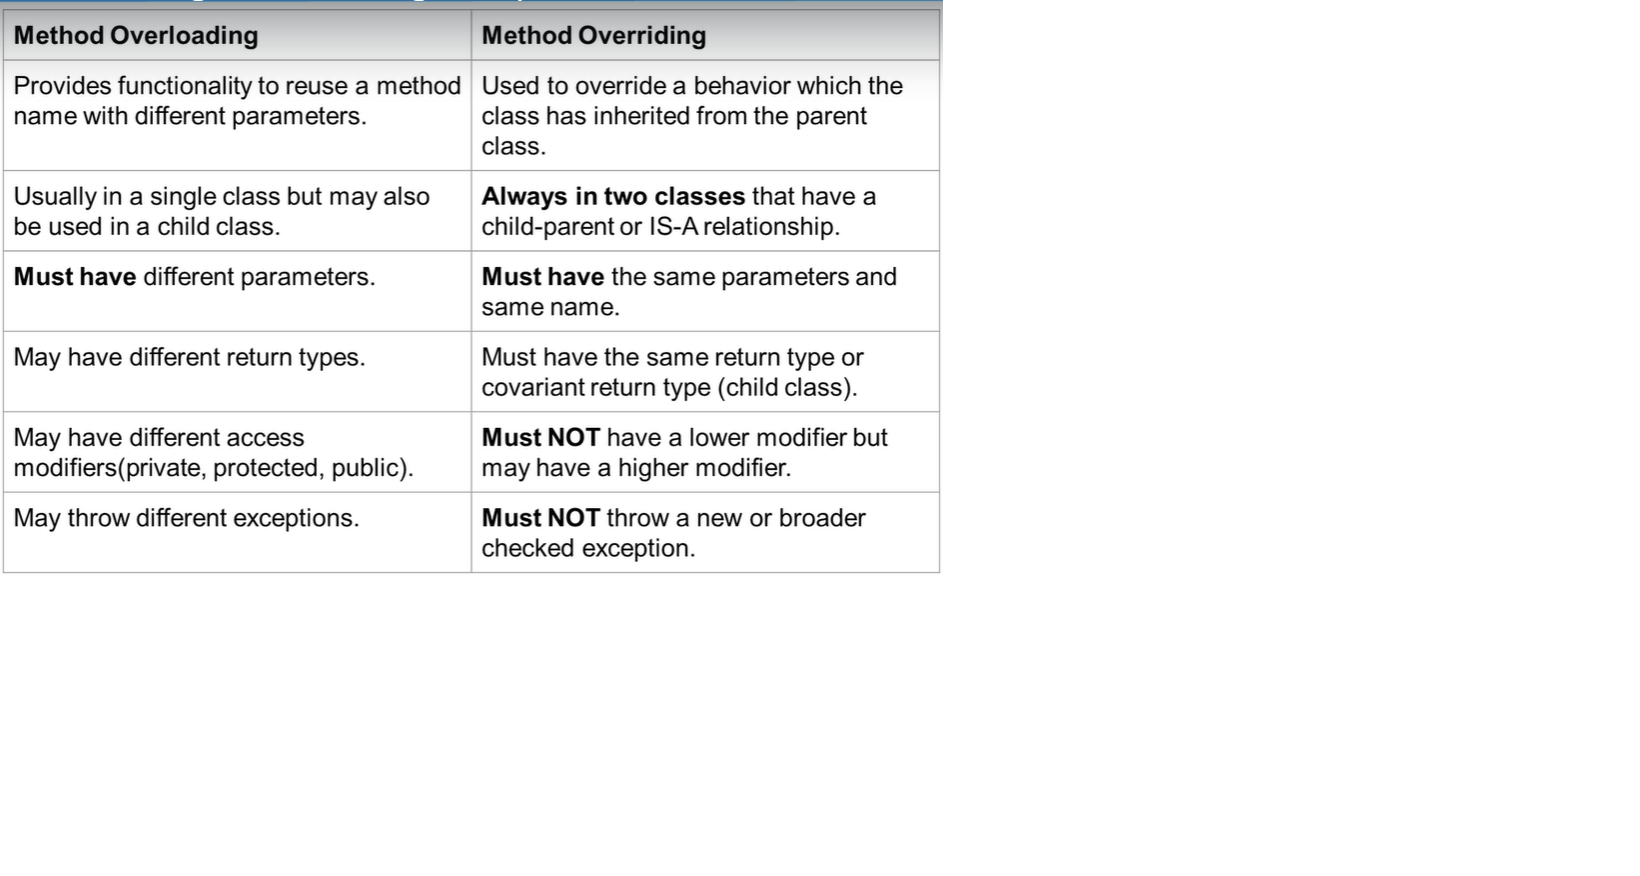 Method Overloading
Method Overriding
Provides functionality to reuse a method
name with different parameters.
Used to override a behavior which the
class has inherited from the parent
class.
Usually in a single class but may also
be used in a child class.
Always in two classes that have a
child-parent or IS-A relationship.
Must have different parameters.
Must have the same parameters and
same name.
May have different return types.
Must have the same return type or
covariant return type (child class).
May have different access
modifiers(private, protected, public).
Must NOT have a lower modifier but
may have a higher modifier.
May throw different exceptions.
Must NOT throw a new or broader
checked exception.